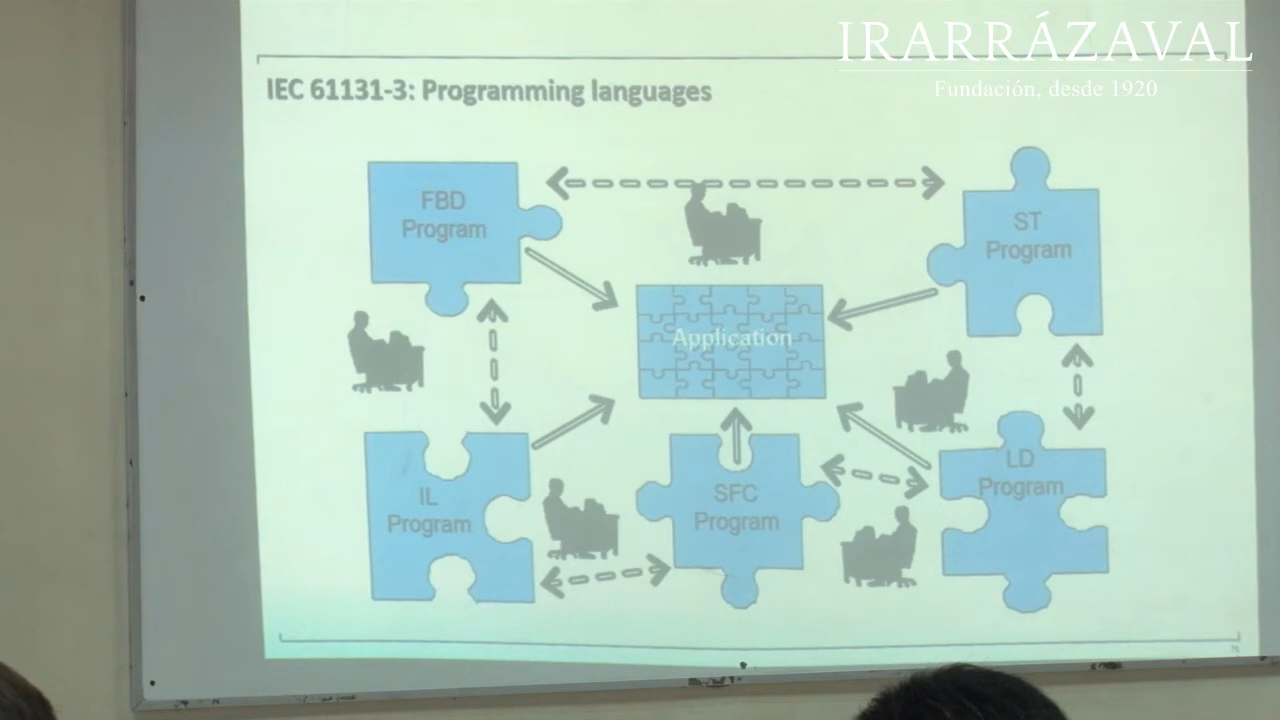 IRARRÁZAVAL
Fundación, desde 1920
IEC 61131-3: Programming languages
FBD
Program
ST
Program
Application
IL
Program
SFC
Program
LD
Program